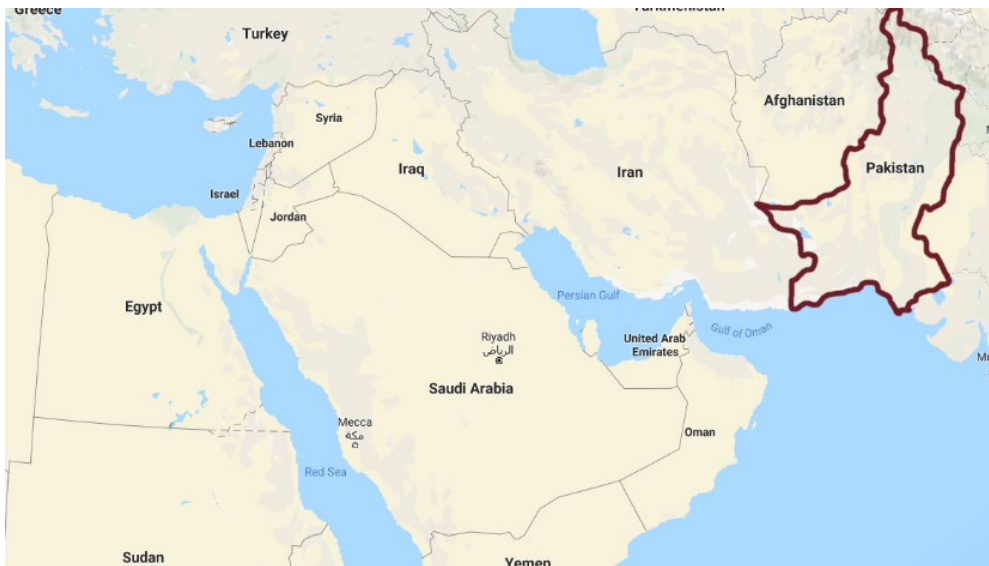 Greece
Turkmenistan
Turkey
Afghanistan
Syria
Lebanon
Pakistan
Iraq
Iran
Israel
Jordan
Persian Gulf
Egypt
Gulf of Oman
Riyadh
الرياض
United Arab
Emirates
Saudi Arabia
Mecca
مكة
Oman
Red Sea
Sudan
Yemen